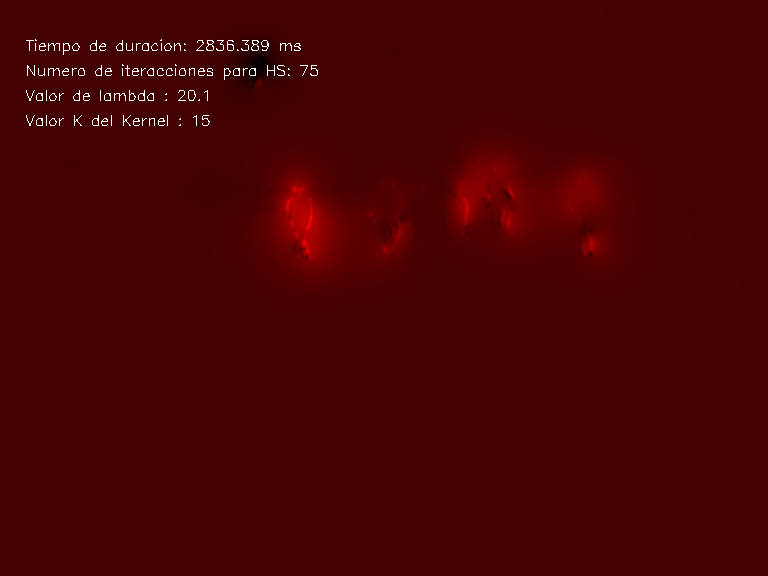 Tiempo de duracion: 2836.389 ms
Numero de iteracciones para HS: 75
Valor de lambda : 20.1
Valor K del Kernel : 15